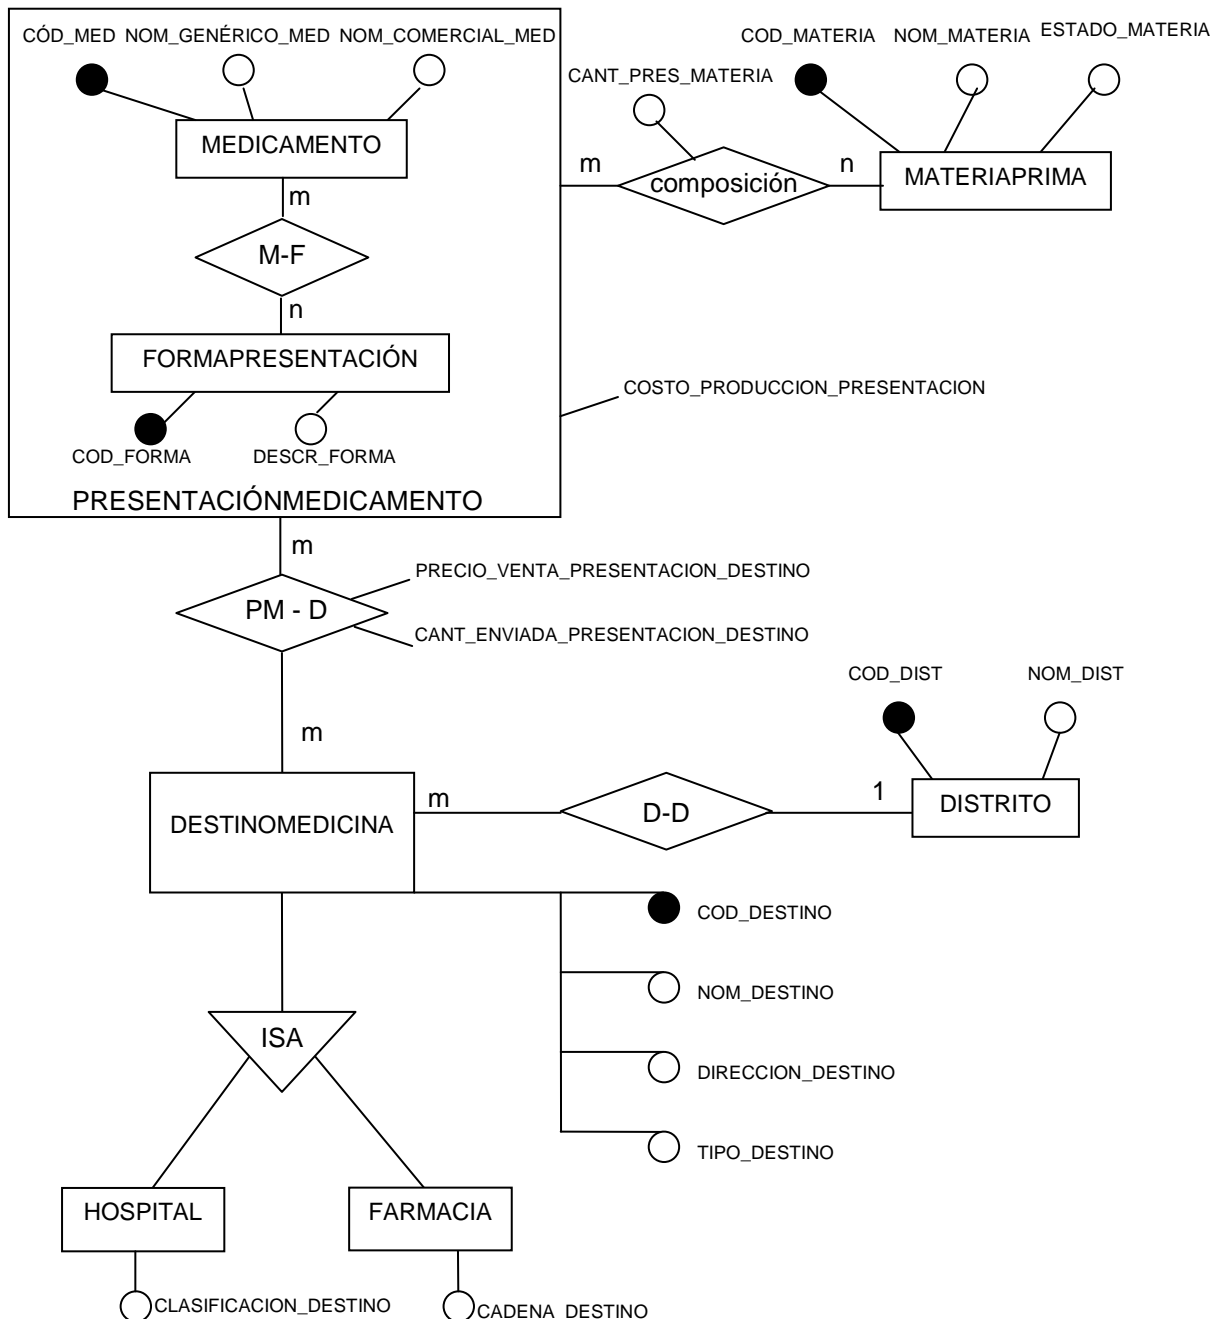 CÓD_MED NOM_GENÉRICO_MED NOM_COMERCIAL_MED
COD_MATERIA NOM_MATERIA ESTADO_MATERIA
CANT_PRES_MATERIA
MEDICAMENTO
m composición n MATERIAPRIMA
m
M-F
n
FORMAPRESENTACIÓN
COSTO_PRODUCCION_PRESENTACION
COD_FORMA DESCR_FORMA
PRESENTACIÓNMEDICAMENTO
m
PRECIO_VENTA_PRESENTACION_DESTINO
PM - D
CANT_ENVIADA_PRESENTACION_DESTINO
COD_DIST NOM_DIST
m
DESTINOMEDICINA m D-D 1 DISTRITO
COD_DESTINO
NOM_DESTINO
ISA
DIRECCION_DESTINO
TIPO_DESTINO
HOSPITAL FARMACIA
CLASIFICACION_DESTINO CADENA_DESTINO